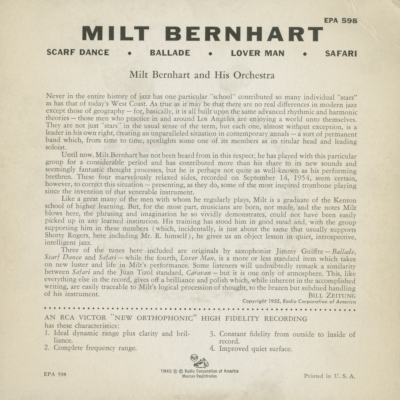 EPA 598
MILT BERNHART
SCARF DANCE • BALLADE • LOVER MAN • SAFARI
Milt Bernhart and His Orchestra
Never in the entire history of jazz has one particular "school" contributed so many individual "stars"
as has that of today's West Coast. As true as it may be that there are no real differences in modern jazz
except those of geography – for, basically, it is all built upon the same advanced rhythmic and harmonic
theories – those men who practice in and around Los Angeles are enjoying a world unto themselves.
They are not just "stars" in the usual sense of the term, but each one, almost without exception, is a
leader in his own right, creating an unparalleled situation in contemporary annals – a sort of permanent
band which, from time to time, spotlights some one of its members as its titular head and leading
soloist.
Until now, Milt Bernhart has not been heard from in this respect; he has played with this particular
group for a considerable period and has contributed more than his share to its new sounds and
seemingly fantastic thought processes, but he is perhaps not quite as well-known as his performing
brethren. These four marvelously relaxed sides, recorded on September 14, 1954, seem certain,
however, to correct this situation – presenting, as they do, some of the most inspired trombone playing
since the invention of that venerable instrument.
Like a great many of the men with whom he regularly plays, Milt is a graduate of the Kenton
school of higher learning. But, for the most part, musicians are born, not made, and the notes Milt
blows here, the phrasing and imagination he so vividly demonstrates, could not have been easily
picked up in any learned institution. His training has stood him in good stead, and with the group
supporting him in these numbers (which, incidentally, is just about the same that usually supports
Shorty Rogers, here including Mr. R. himself), he gives us an object lesson in quiet, introspective,
intelligent jazz.
Three of the tunes here included are originals by saxophonist Jimmy Giuffre – Ballade,
Scarf Dance and Safari – while the fourth, Lover Man, is a more or less standard item which takes
on new luster and life in Milt's performance. Some listeners will undoubtedly remark a similarity
between Safari and the Juan Tizol standard, Caravan – but it is one only of atmosphere. This, like
everything else in the record, gives off a brilliance and polish which, while inherent in the accomplished
writing, are easily traceable to Milt's logical procession of thought, to the brazen but subdued handling
of his instrument.
BILL ZEITUNG
Copyright 1955, Radio Corporation of America
AN RCA VICTOR "NEW ORTHOPHONIC" HIGH FIDELITY RECORDING
has these characteristics:
1. Ideal dynamic range plus clarity and bril-
liance.
2. Complete frequency range.
3. Constant fidelity from outside to inside of
record.
4. Improved quiet surface.
TMKS ® Radio Corporation of America
Marcas Registradas
EPA 598
Printed in U. S. A.